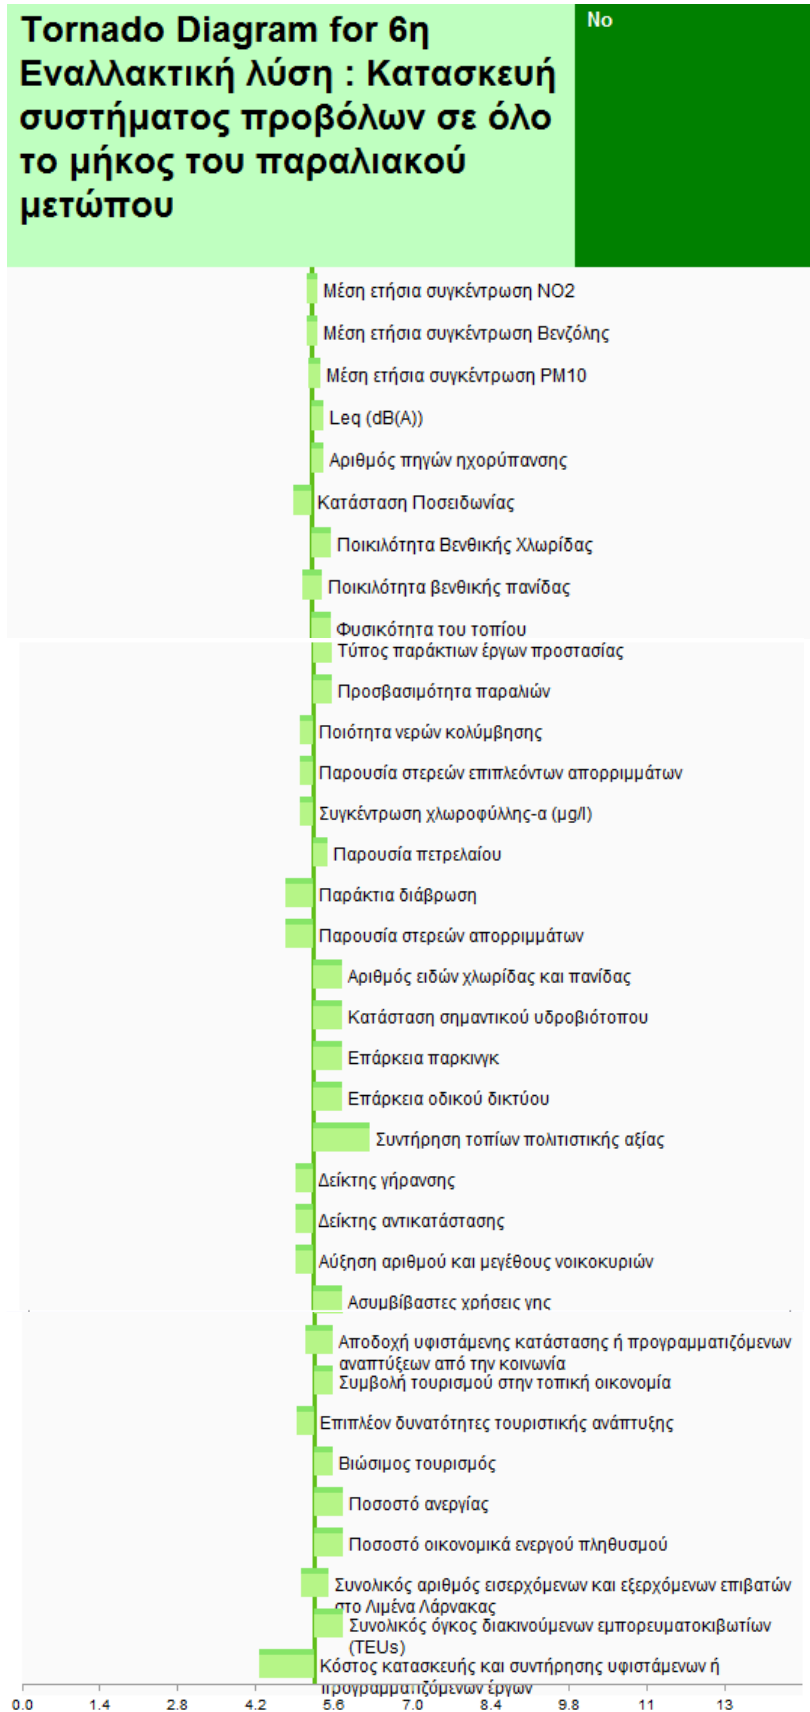 Tornado Diagram for 6η
Εναλλακτική λύση : Κατασκευή
συστήματος προβόλων σε όλο
το μήκος του παραλιακού
μετώπου
No
Μέση ετήσια συγκέντρωση NO2
Μέση ετήσια συγκέντρωση Βενζόλης
Μέση ετήσια συγκέντρωση PM10
Leq (dB(A))
Αριθμός πηγών ηχορύπανσης
Κατάσταση Ποσειδωνίας
Ποικιλότητα Βενθικής Χλωρίδας
Ποικιλότητα βενθικής πανίδας
Φυσικότητα του τοπίου
Τύπος παράκτιων έργων προστασίας
Προσβασιμότητα παραλιών
Ποιότητα νερών κολύμβησης
Παρουσία στερεών επιπλεόντων απορριμμάτων
Συγκέντρωση χλωροφύλλης-α (μg/l)
Παρουσία πετρελαίου
Παράκτια διάβρωση
Παρουσία στερεών απορριμμάτων
Αριθμός ειδών χλωρίδας και πανίδας
Κατάσταση σημαντικού υδροβιότοπου
Επάρκεια παρκινγκ
Επάρκεια οδικού δικτύου
Συντήρηση τοπίων πολιτιστικής αξίας
Δείκτης γήρανσης
Δείκτης αντικατάστασης
Αύξηση αριθμού και μεγέθους νοικοκυριών
Ασυμβίβαστες χρήσεις γης
Αποδοχή υφιστάμενης κατάστασης ή προγραμματιζόμενων
αναπτύξεων από την κοινωνία
Συμβολή τουρισμού στην τοπική οικονομία
Επιπλέον δυνατότητες τουριστικής ανάπτυξης
Βιώσιμος τουρισμός
Ποσοστό ανεργίας
Ποσοστό οικονομικά ενεργού πληθυσμού
Συνολικός αριθμός εισερχόμενων και εξερχόμενων επιβατών
στο Λιμένα Λάρνακας
Συνολικός όγκος διακινούμενων εμπορευματοκιβωτίων
(TEUs)
Κόστος κατασκευής και συντήρησης υφιστάμενων ή
προγραμματιζόμενων έργων
0.0 1.4 2.8 4.2 5.6 7.0 8.4 9.8 11 13